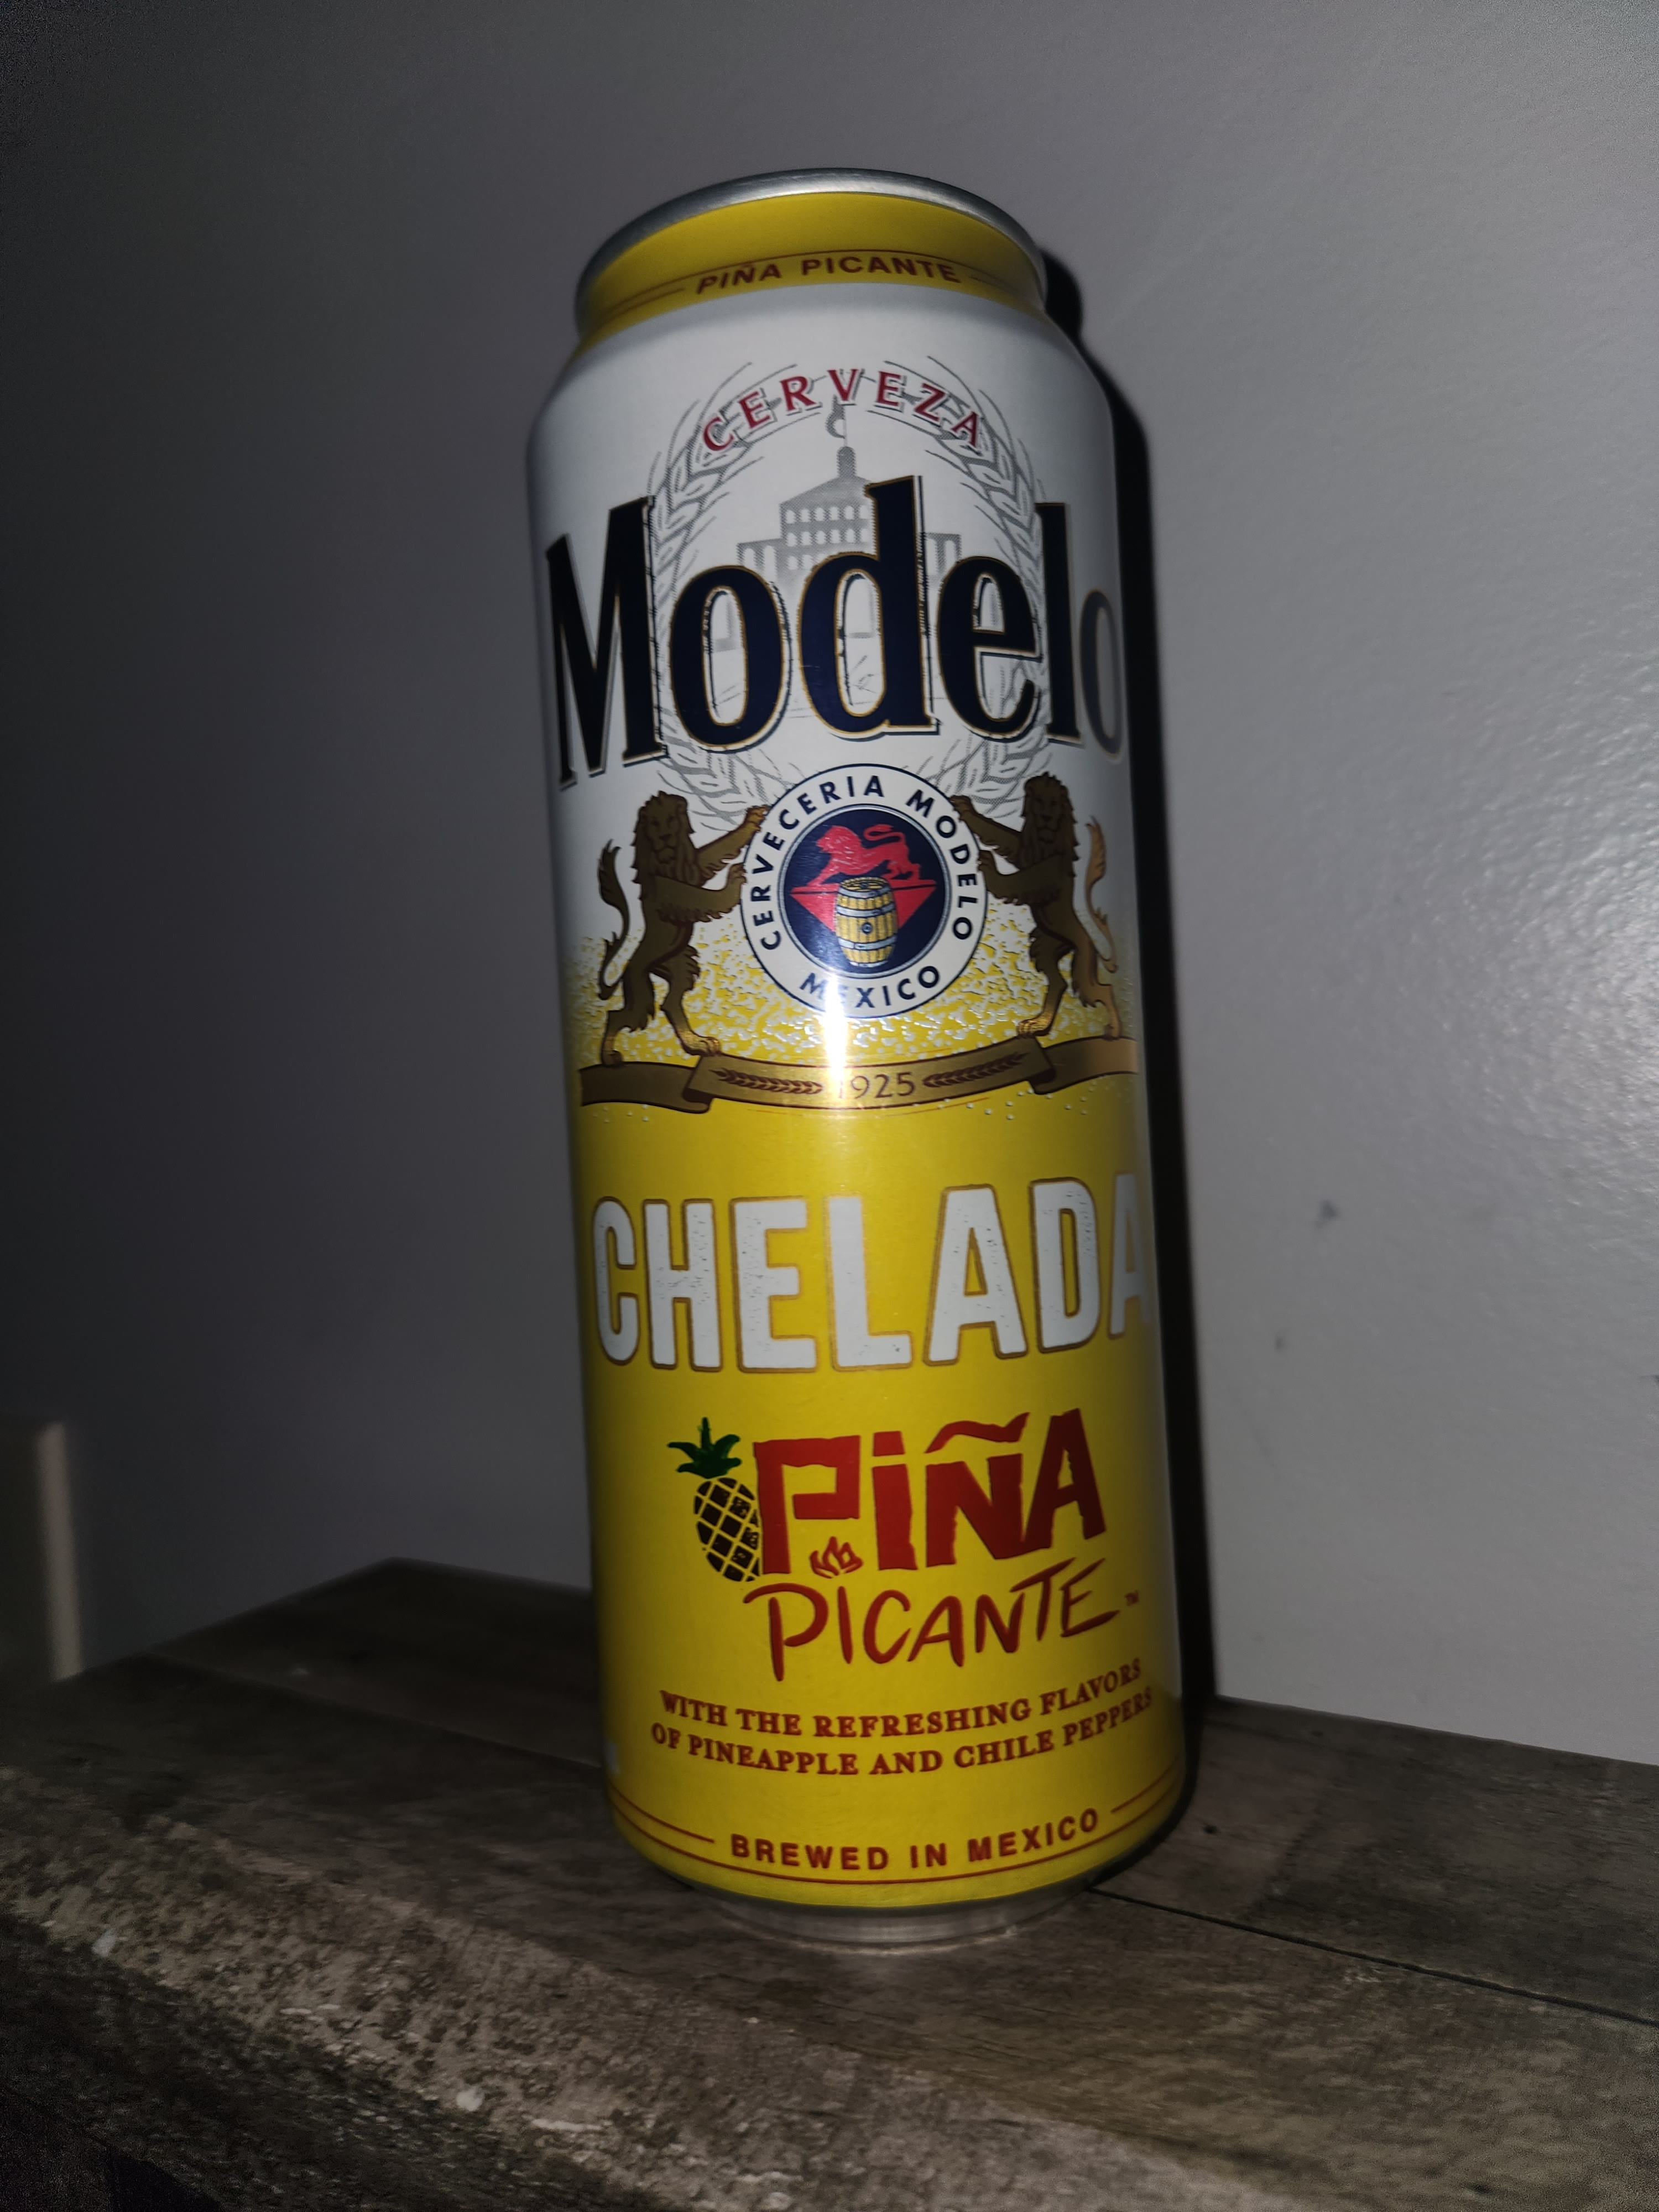 PIÑA PICANTE
CERVEZA
Modelo
CERVECERIA MODELO
MEXICO
1925
CHELADA
PIÑA
PICANTE™
WITH THE REFRESHING FLAVORS
OF PINEAPPLE AND CHILE PEPPERS
BREWED IN MEXICO